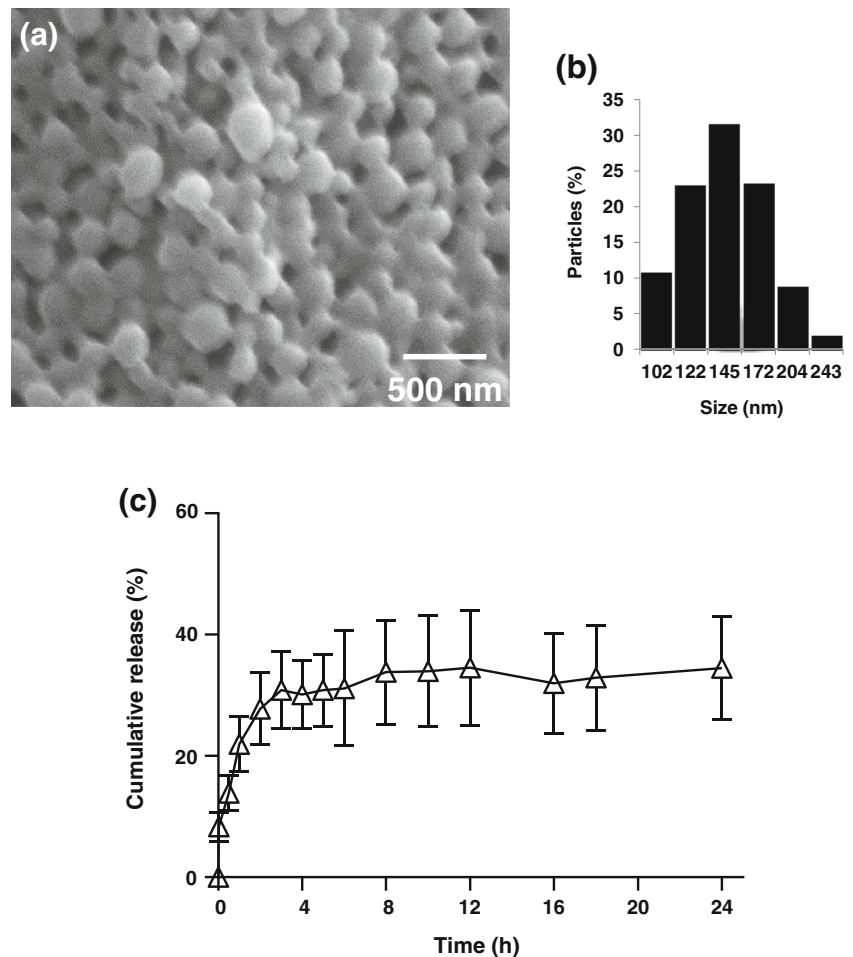 (a)
500 nm
(b)
35
30
25
20
15
10
5
0
Particles (%)
102 122 145 172 204 243
Size (nm)
(c)
60
40
20
0
Cumulative release (%)
0 4 8 12 16 20 24
Time (h)